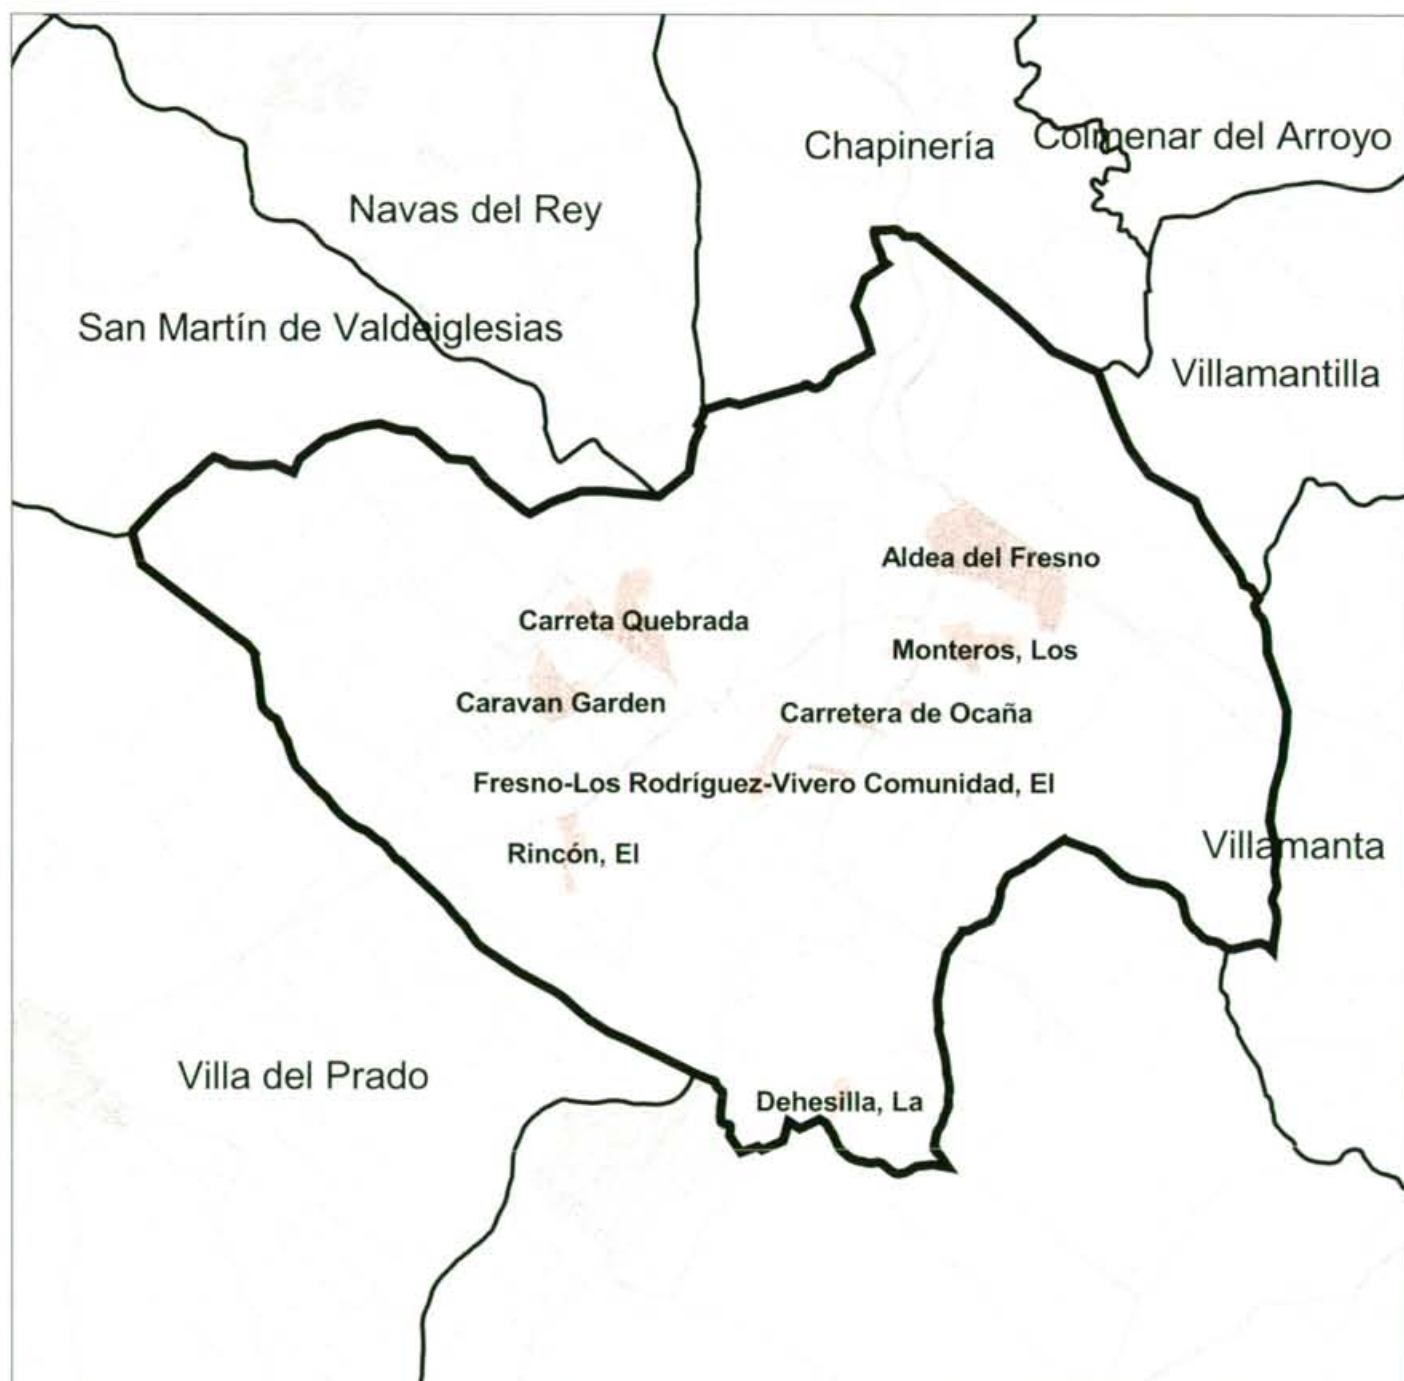 Colmenar del Arroyo
Chapinería
Navas del Rey
San Martín de Valdeiglesias
Villamantilla
Aldea del Fresno
Carreta Quebrada
Monteros, Los
Caravan Garden
Carretera de Ocaña
Fresno-Los Rodríguez-Vivero Comunidad, El
Villamanta
Rincón, El
Villa del Prado
Dehesilla, La